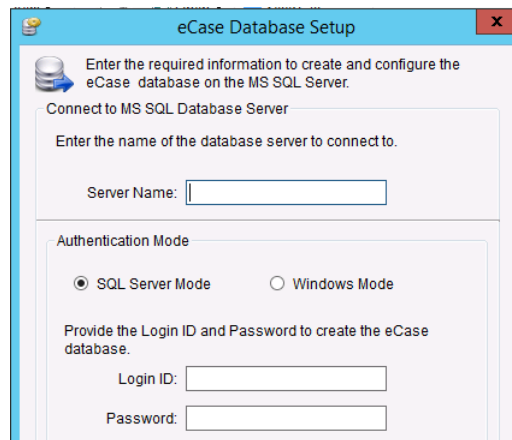 eCase Database Setup
x
Enter the required information to create and configure the
eCase database on the MS SQL Server.
Connect to MS SQL Database Server
Enter the name of the database server to connect to.
Server Name:
Authentication Mode
SQL Server Mode
Windows Mode
Provide the Login ID and Password to create the eCase
database.
Login ID:
Password: